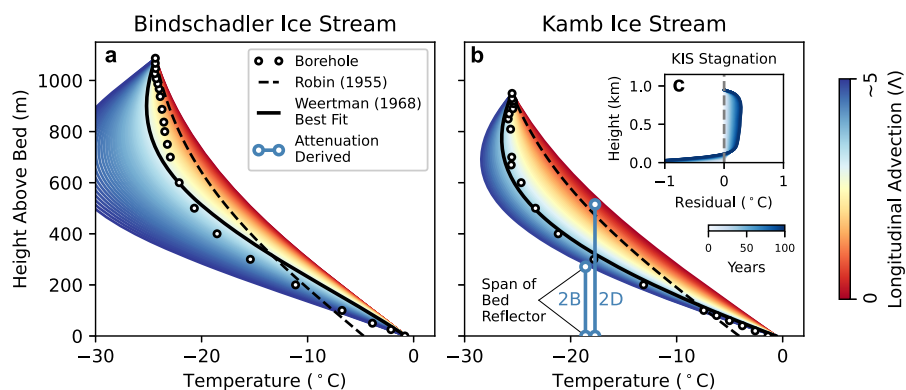 Bindschadler Ice Stream
Kamb Ice Stream
a
Borehole
Robin (1955)
Weertman (1968)
Best Fit
Attenuation
Derived
Height Above Bed (m)
1000
800
600
400
200
0
−30
−20
−10
0
Temperature (°C)
b
KIS Stagnation
c
Height (km)
1.0
0.5
0.0
−1
0
1
Residual (°C)
0
50
100
Years
Span of
Bed
Reflector
2B
2D
−30
−20
−10
0
Temperature (°C)
~5
0
Longitudinal Advection (Λ)